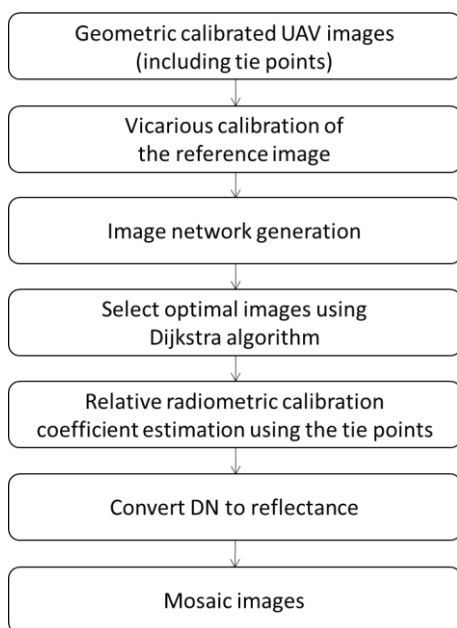 Geometric calibrated UAV images
(including tie points)
Vicarious calibration of
the reference image
Image network generation
Select optimal images using
Dijkstra algorithm
Relative radiometric calibration
coefficient estimation using the tie points
Convert DN to reflectance
Mosaic images